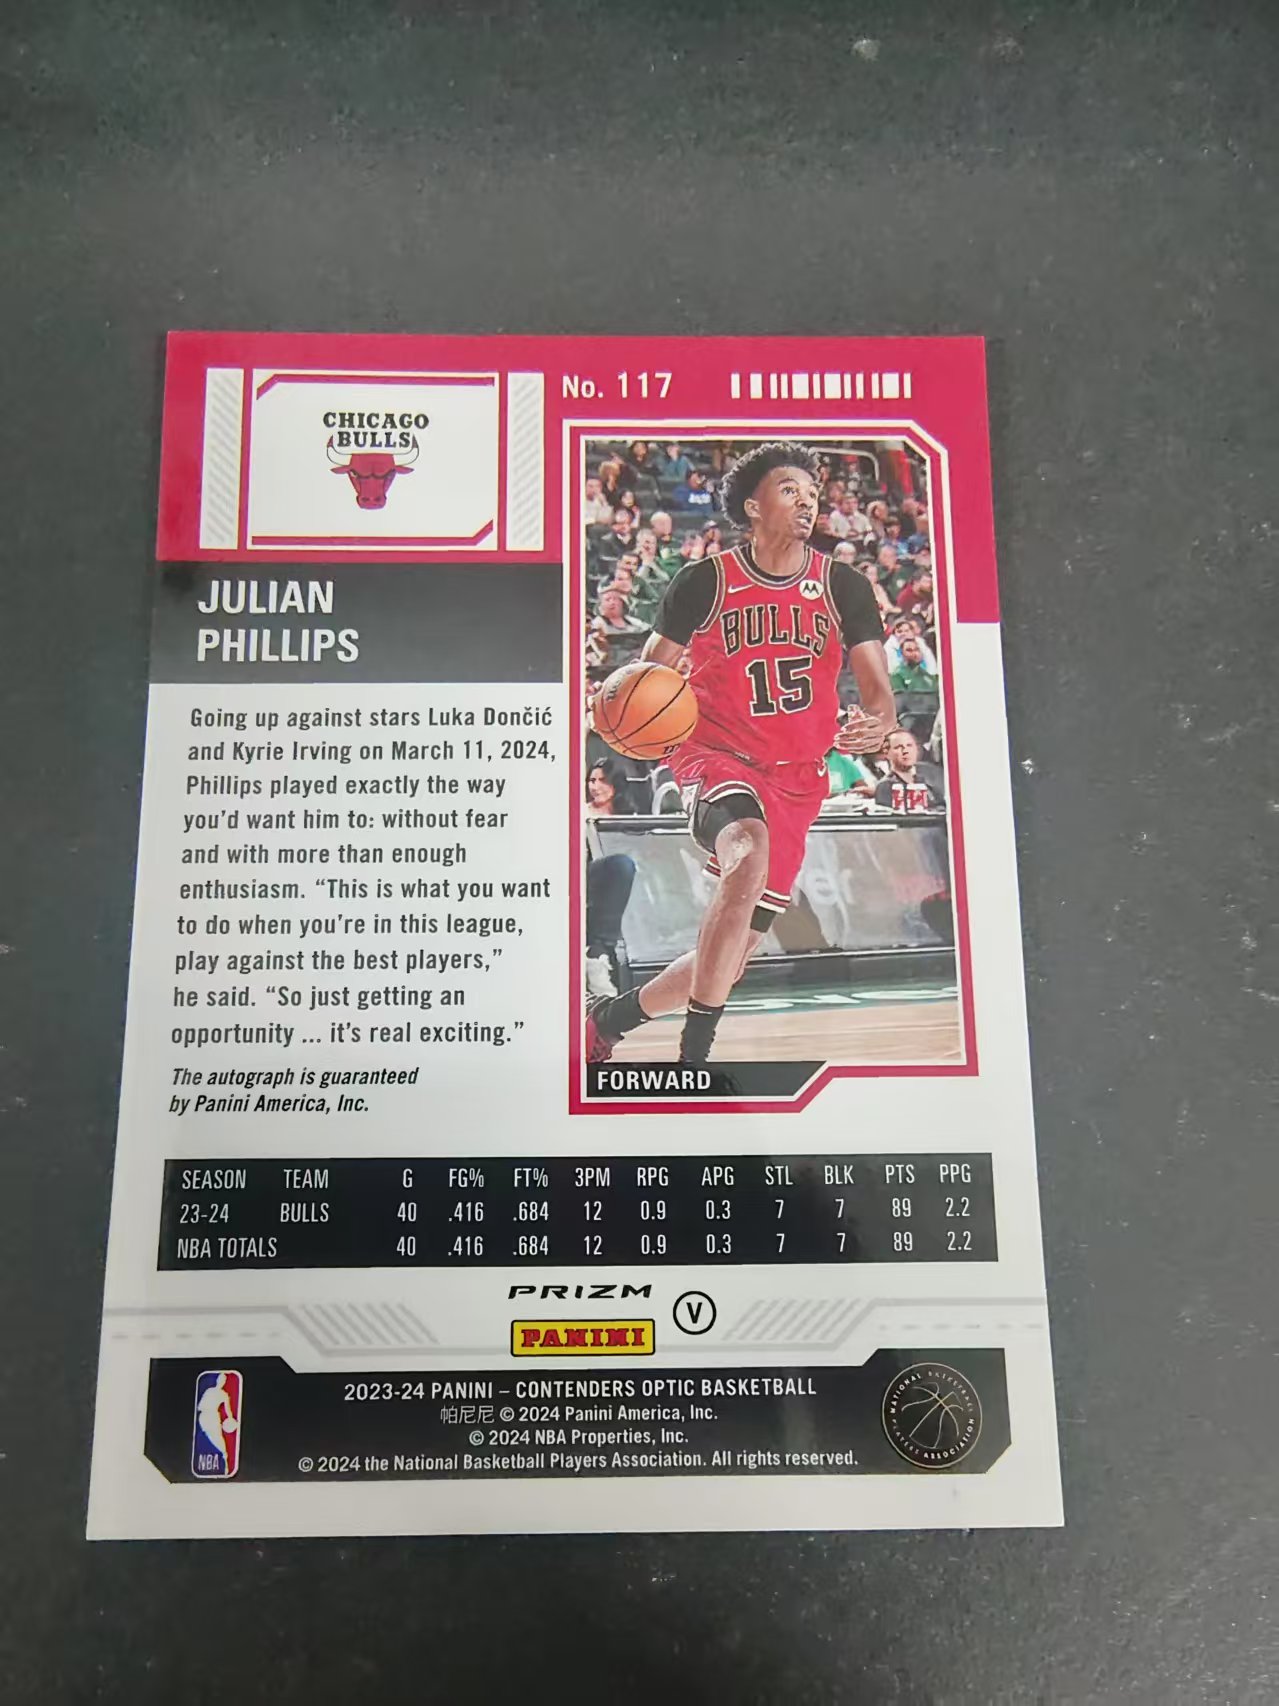 No. 117
CHICAGO
BULLS
JULIAN
PHILLIPS
BULLS
15
Going up against stars Luka Dončić
and Kyrie Irving on March 11, 2024,
Phillips played exactly the way
you'd want him to: without fear
and with more than enough
enthusiasm. “This is what you want
to do when you're in this league,
play against the best players,”
he said. “So just getting an
opportunity ... it's real exciting.”
The autograph is guaranteed
by Panini America, Inc.
FORWARD
SEASON TEAM G FG% FT% 3PM RPG APG STL BLK PTS PPG
23-24 BULLS 40 .416 .684 12 0.9 0.3 7 7 89 2.2
NBA TOTALS 40 .416 .684 12 0.9 0.3 7 7 89 2.2
PRIZM
PANINI
V
2023-24 PANINI – CONTENDERS OPTIC BASKETBALL
帕尼尼 © 2024 Panini America, Inc.
© 2024 NBA Properties, Inc.
© 2024 the National Basketball Players Association. All rights reserved.
NBA
NATIONAL BASKETBALL
PLAYERS ASSOCIATION